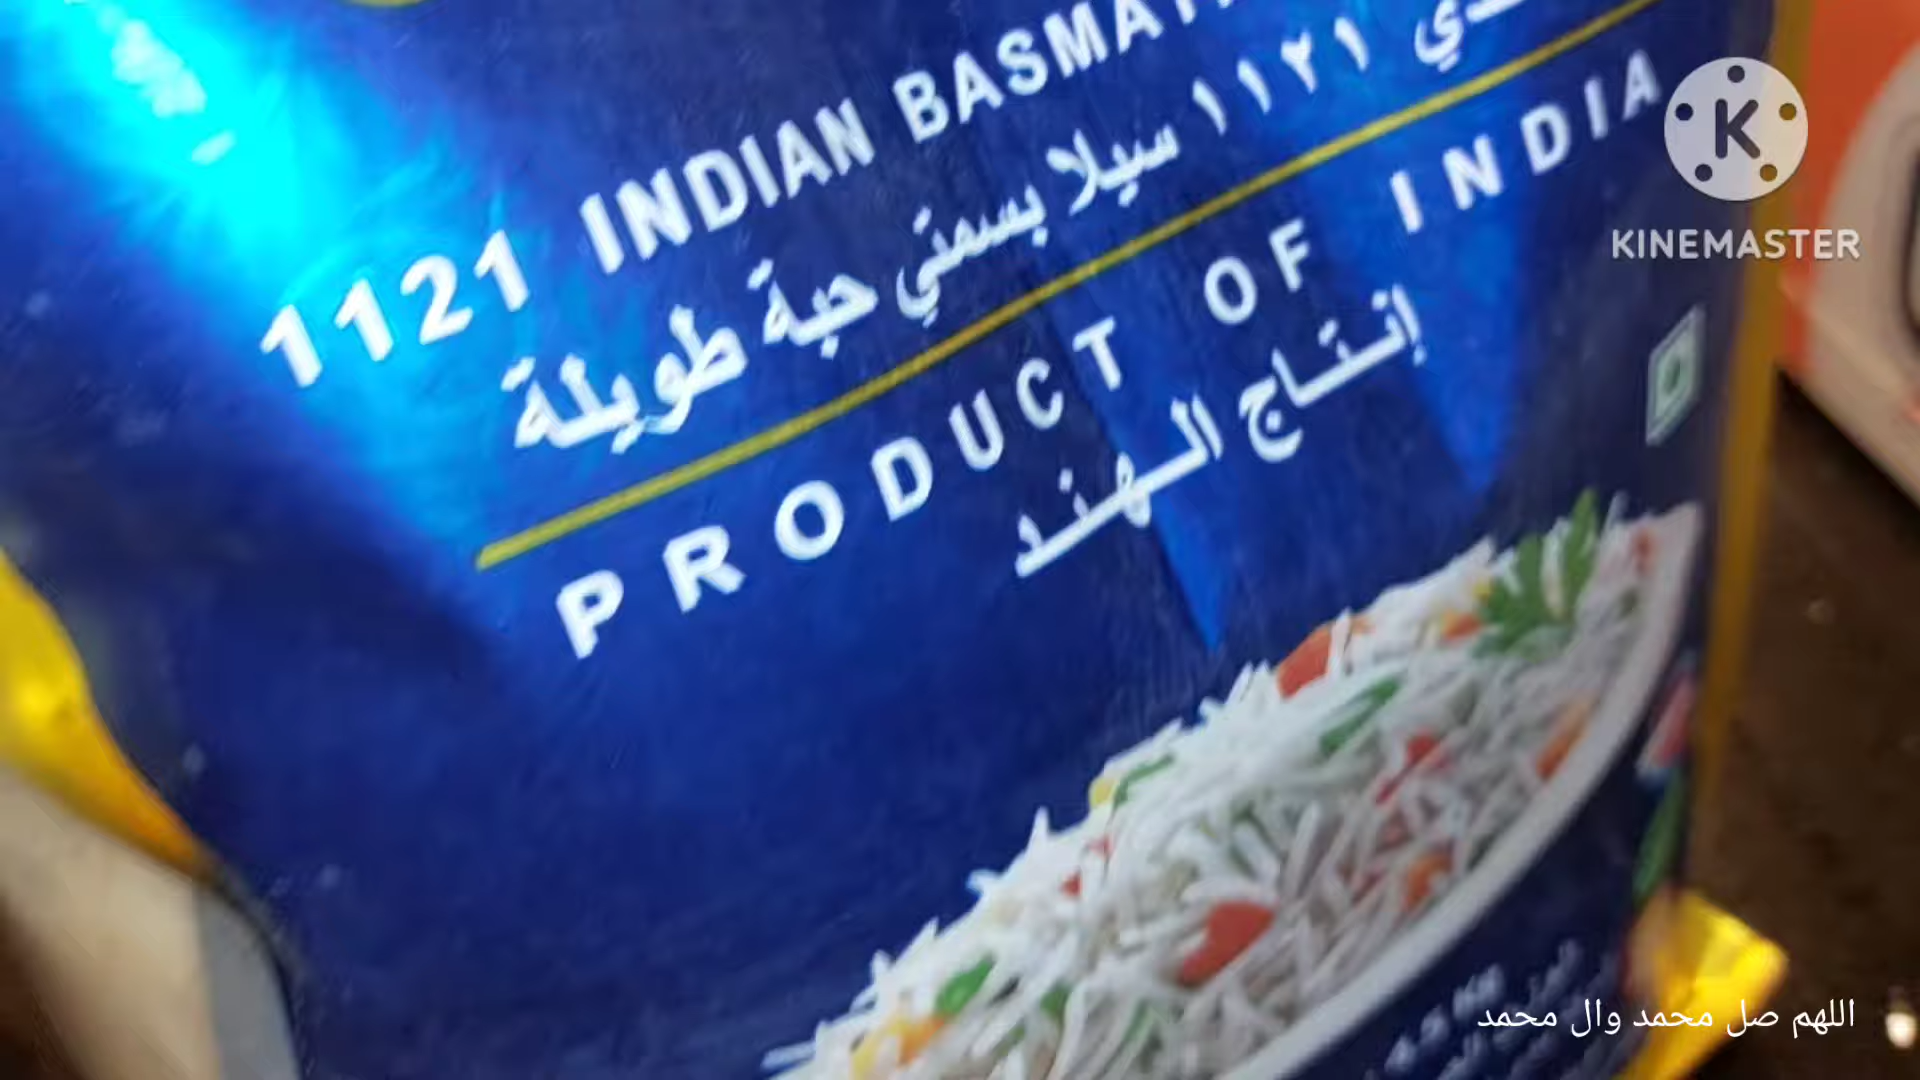 1121 INDIAN BASMATI
١١٢١ سيلا بسمتي حبة طويلة
PRODUCT OF INDIA
إنتاج الهند
K
KINEMASTER
اللهم صل محمد وال محمد